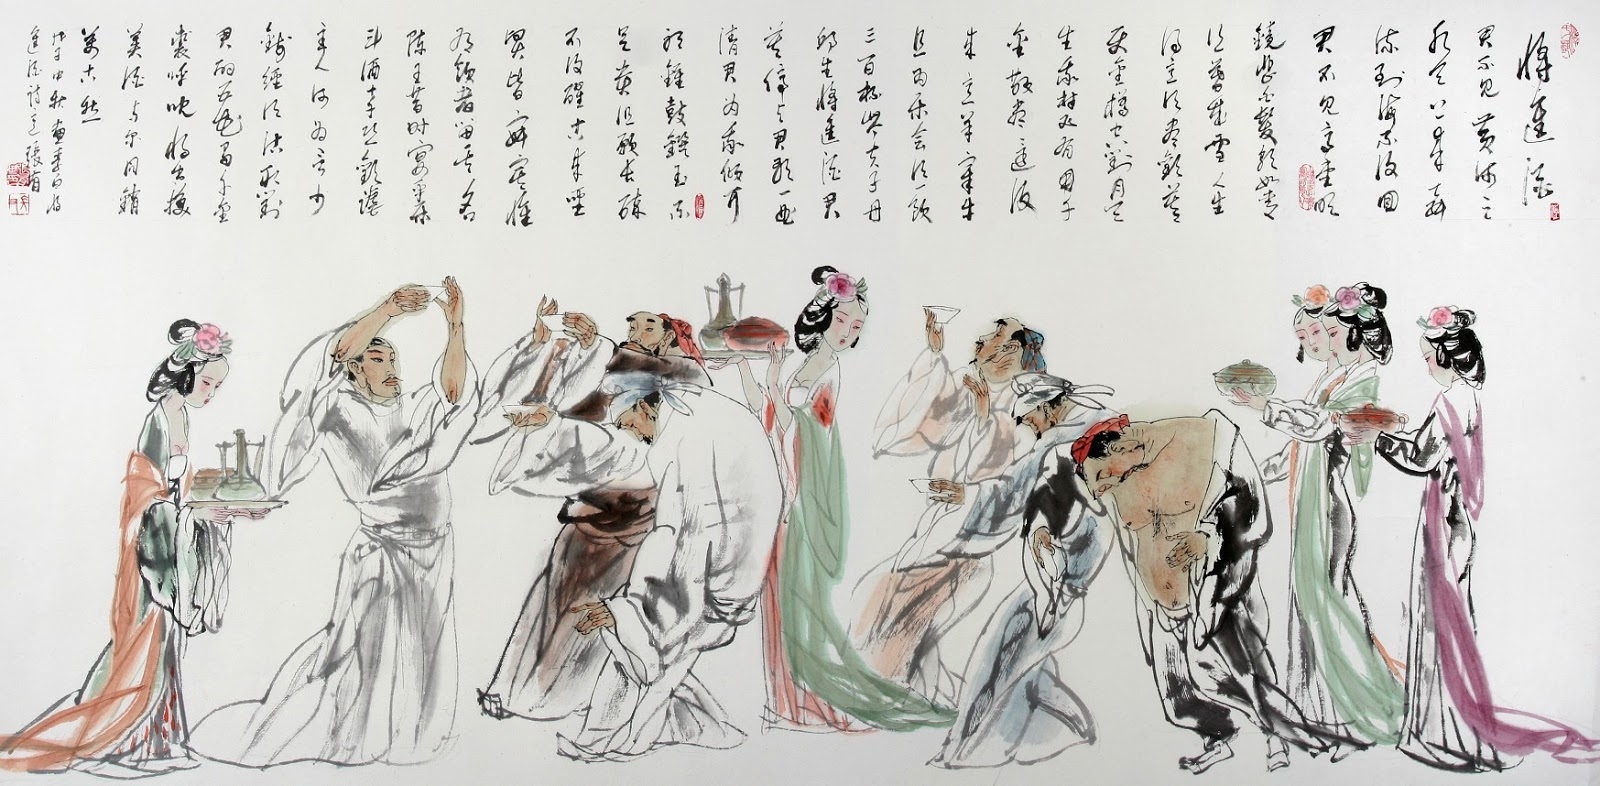 將進酒
君不見黃河之
水天上來奔
流到海不復回
君不見高堂明
鏡悲白髮朝如青
絲暮成雪人生
得意須盡歡莫
使金樽空對月天
生我材必有用千
金散盡還復
來烹羊宰牛
且為樂會須一飲
三百杯岑夫子丹
邱生將進酒君
莫停與君歌一曲
請君為我傾耳
聽鐘鼓饌玉不
足貴但願長醉
不復醒古來聖
賢皆寂寞惟
有飲者留其名
陳王昔時宴平樂
斗酒十千恣歡謔
主人何為言少
錢徑須沽取對
君酌五花馬千金
裘呼兒將出換
美酒與爾同銷
萬古愁
戊子中秋畫李白將
進酒詩意張有